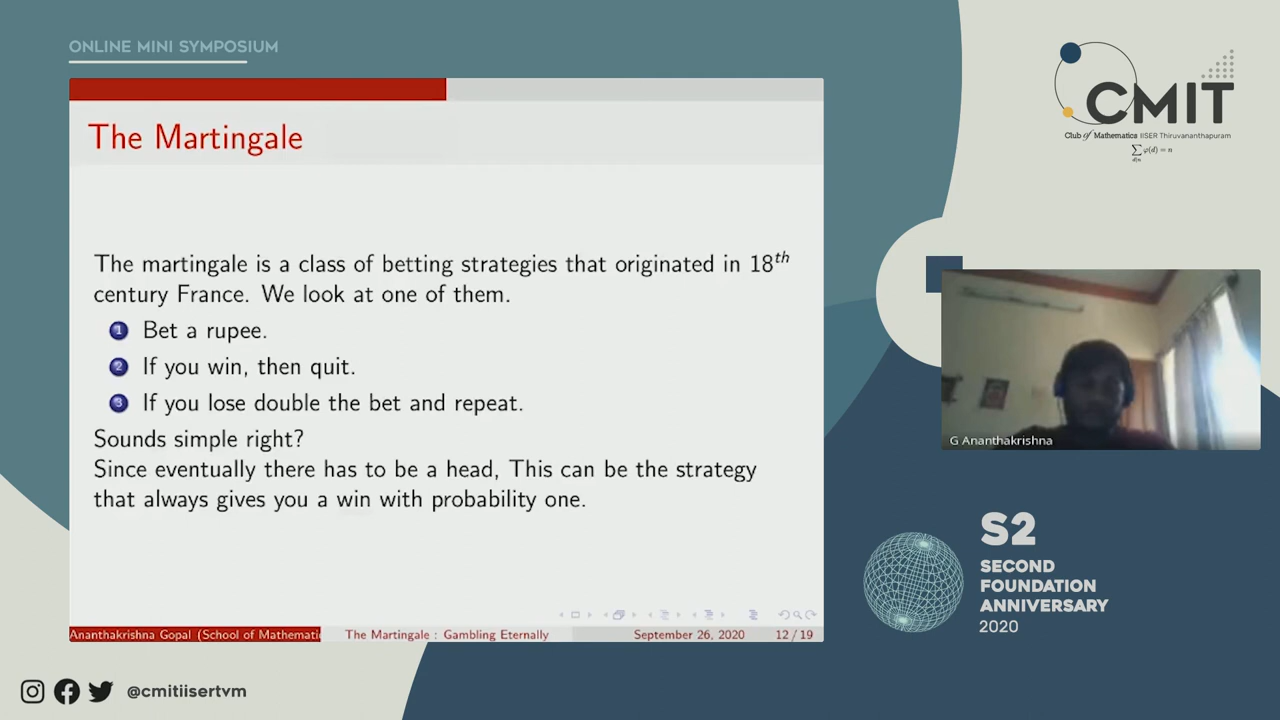 ONLINE MINI SYMPOSIUM
The Martingale
The martingale is a class of betting strategies that originated in 18th
century France. We look at one of them.
1 Bet a rupee.
2 If you win, then quit.
3 If you lose double the bet and repeat.
Sounds simple right?
Since eventually there has to be a head, This can be the strategy
that always gives you a win with probability one.
Ananthakrishna Gopal (School of Mathemati
The Martingale : Gambling Eternally
September 26, 2020
12 / 19
CMIT
Club of Mathematics IISER Thiruvananthapuram
∑ φ(d) = n
d|n
G Ananthakrishna
S2
SECOND
FOUNDATION
ANNIVERSARY
2020
@cmitiisertvm